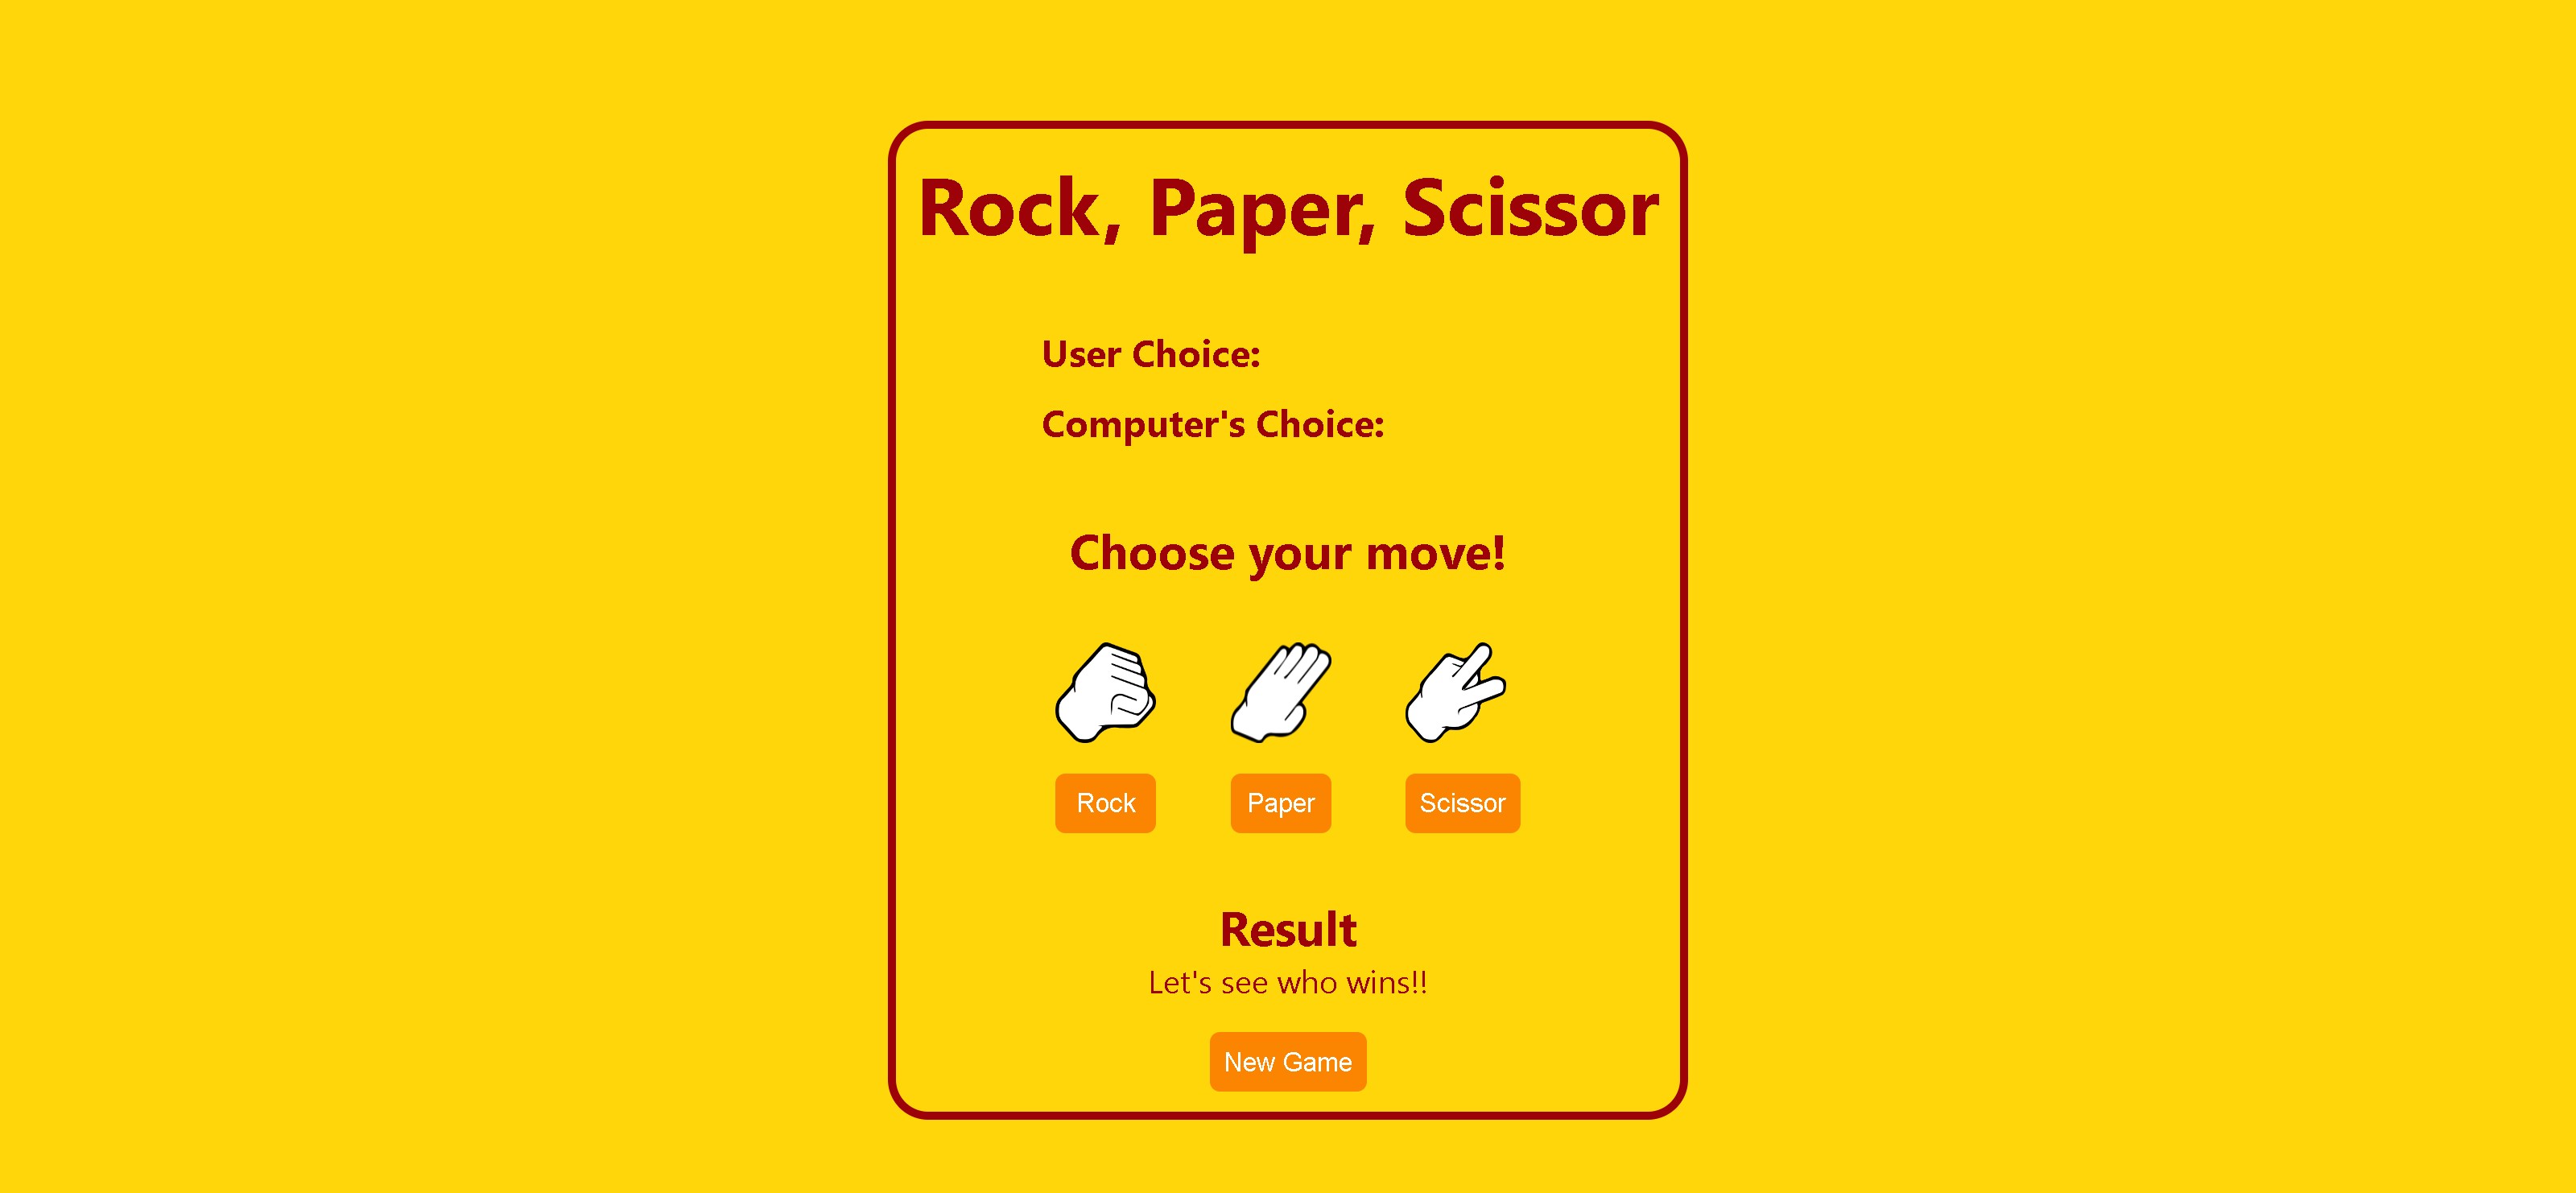 Rock, Paper, Scissor
User Choice:
Computer's Choice:
Choose your move!
Rock
Paper
Scissor
Result
Let's see who wins!!
New Game